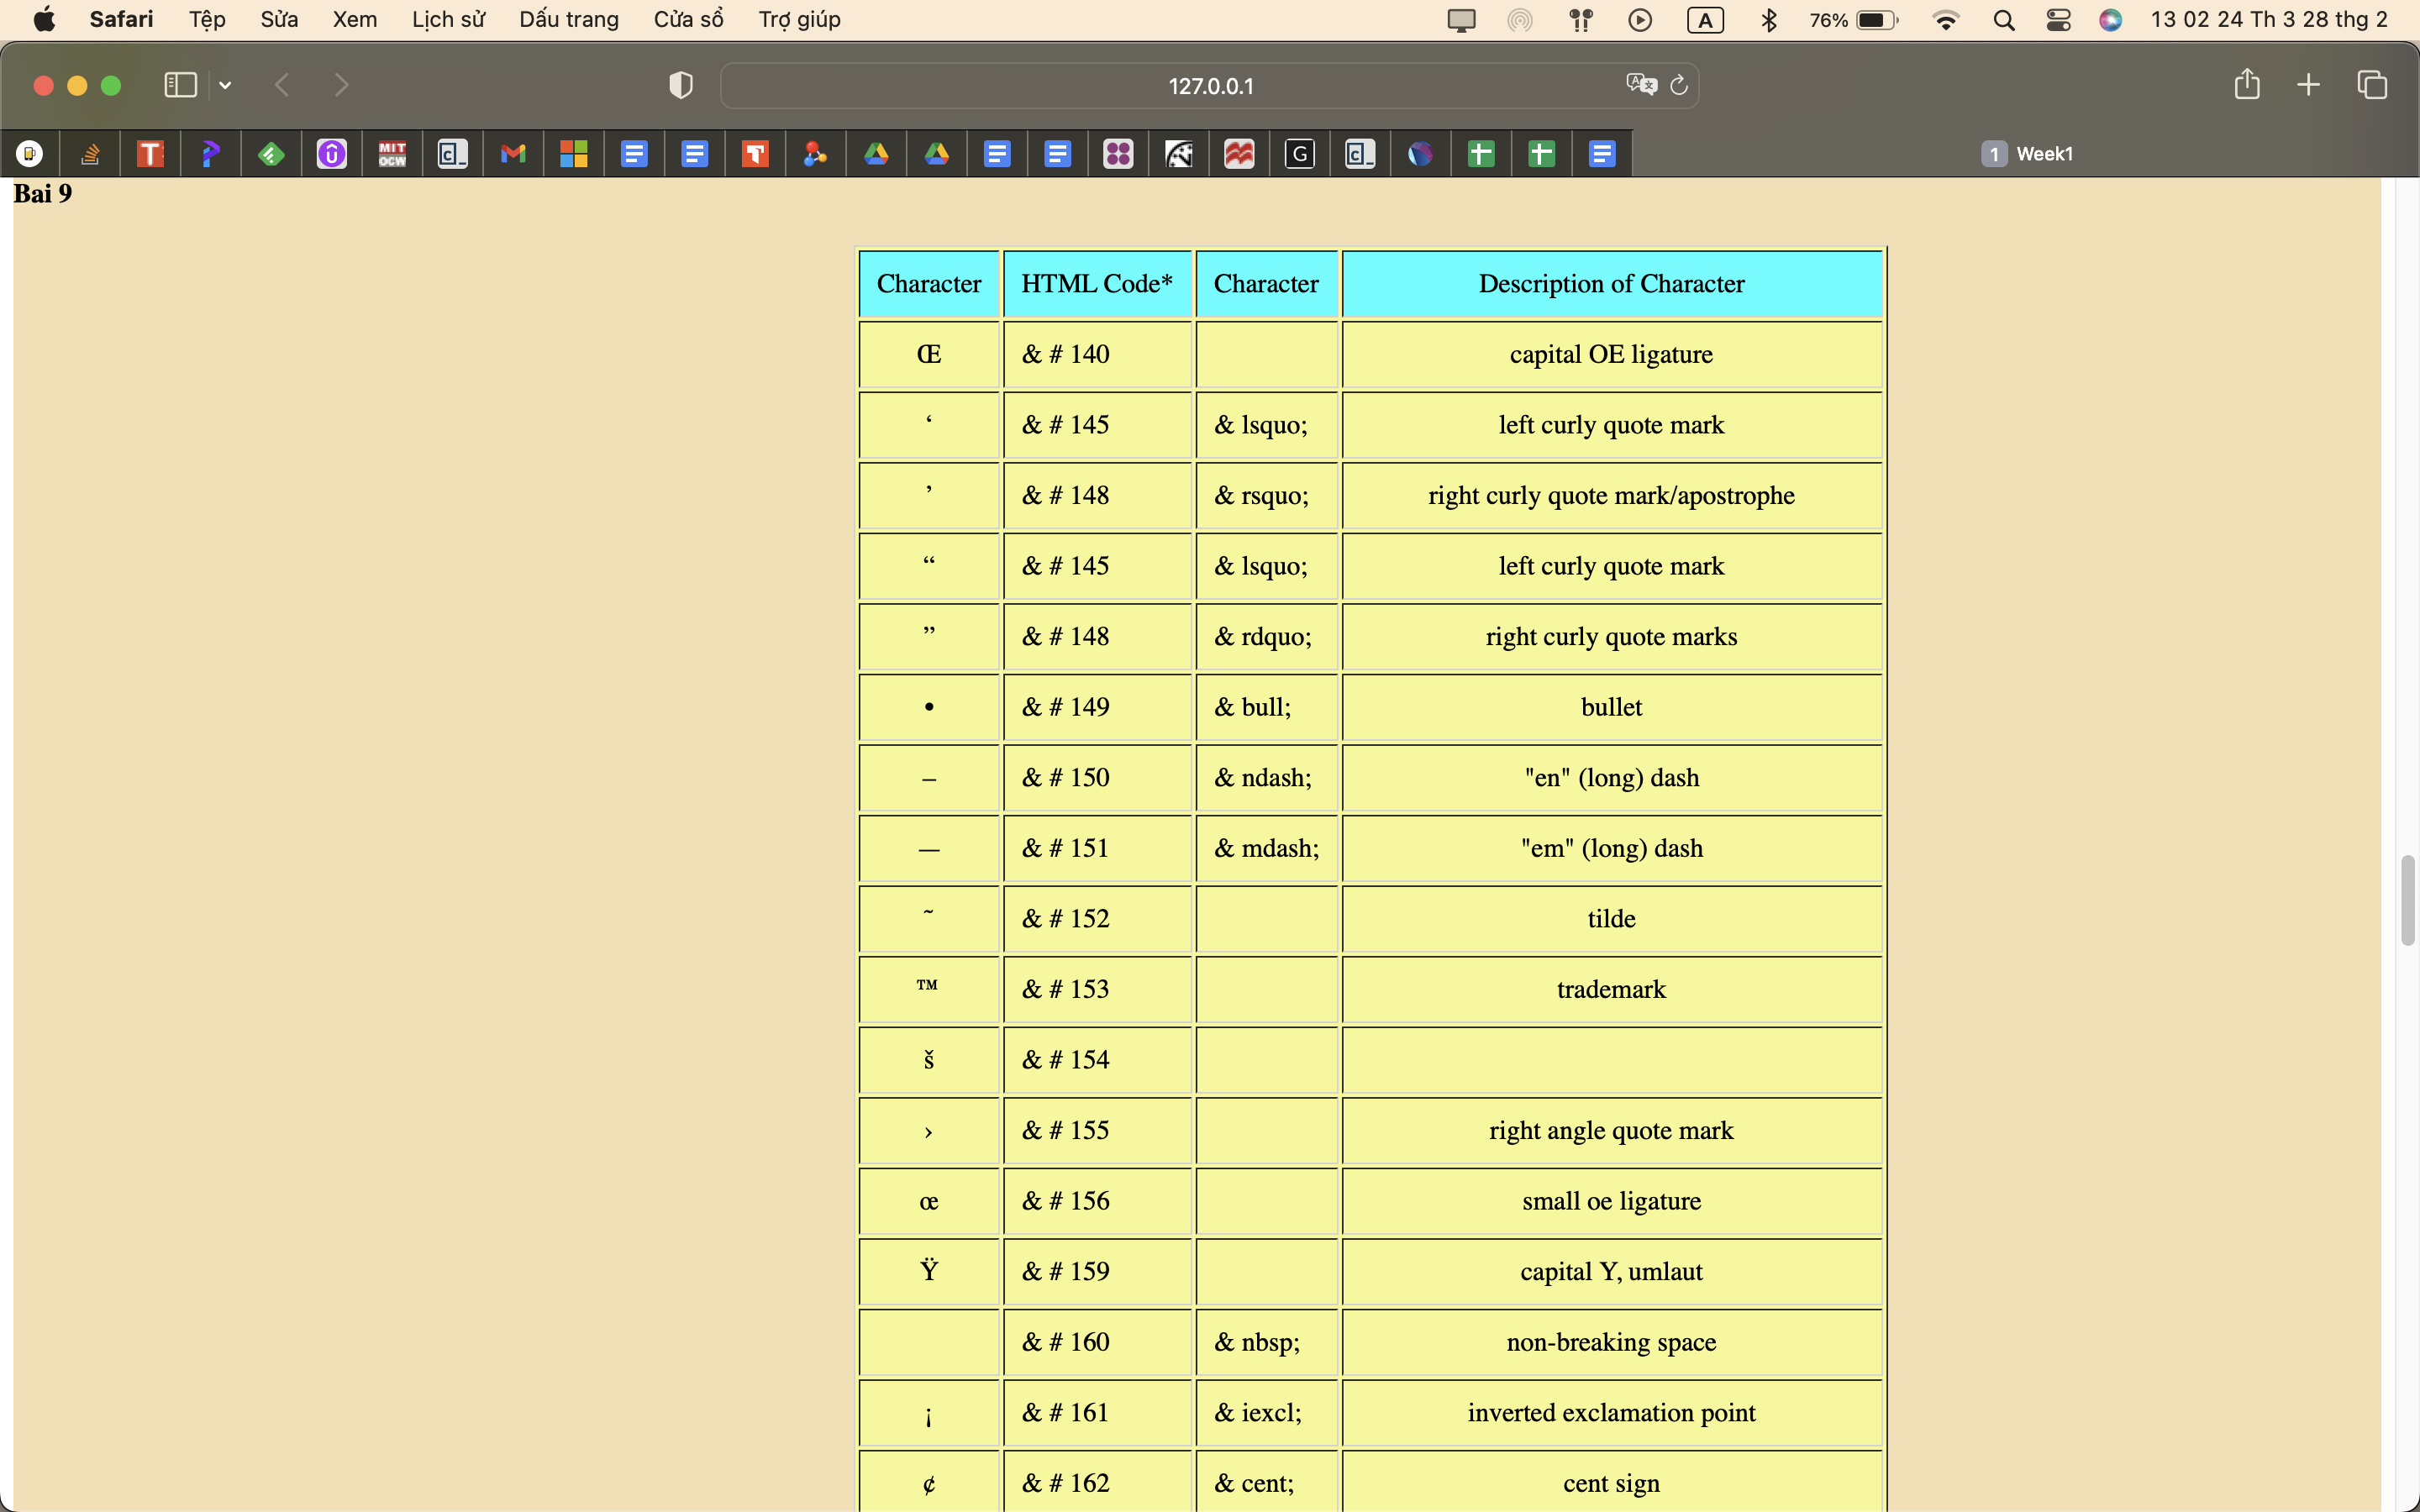 Safari Tệp Sửa Xem Lịch sử Dấu trang Cửa sổ Trợ giúp A 76% 13 02 24 Th 3 28 thg 2
127.0.0.1
MIT OCW G 1 Week1
Bai 9
Character HTML Code* Character Description of Character
Œ & # 140 capital OE ligature
‘ & # 145 & lsquo; left curly quote mark
’ & # 148 & rsquo; right curly quote mark/apostrophe
“ & # 145 & lsquo; left curly quote mark
” & # 148 & rdquo; right curly quote marks
• & # 149 & bull; bullet
– & # 150 & ndash; "en" (long) dash
— & # 151 & mdash; "em" (long) dash
˜ & # 152 tilde
™ & # 153 trademark
š & # 154
› & # 155 right angle quote mark
œ & # 156 small oe ligature
Ÿ & # 159 capital Y, umlaut
& # 160 & nbsp; non-breaking space
¡ & # 161 & iexcl; inverted exclamation point
¢ & # 162 & cent; cent sign